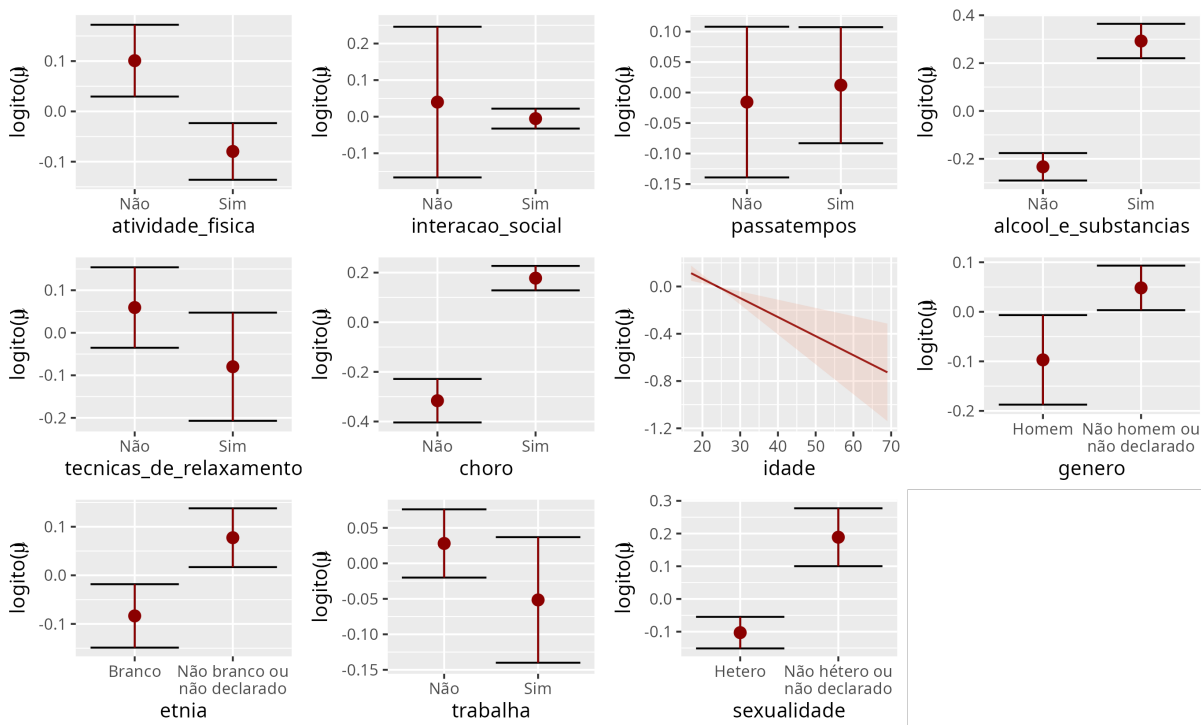 logito(μ)
0.1
0.0
-0.1
Não
Sim
atividade_fisica
logito(μ)
0.2
0.1
0.0
-0.1
Não
Sim
interacao_social
logito(μ)
0.10
0.05
0.00
-0.05
-0.10
-0.15
Não
Sim
passatempos
logito(μ)
0.4
0.2
0.0
-0.2
Não
Sim
alcool_e_substancias
logito(μ)
0.1
0.0
-0.1
-0.2
Não
Sim
tecnicas_de_relaxamento
logito(μ)
0.2
0.0
-0.2
-0.4
Não
Sim
choro
logito(μ)
0.0
-0.4
-0.8
-1.2
20
30
40
50
60
70
idade
logito(μ)
0.1
0.0
-0.1
-0.2
Homem
Não homem ou
não declarado
genero
logito(μ)
0.1
0.0
-0.1
Branco
Não branco ou
não declarado
etnia
logito(μ)
0.05
0.00
-0.05
-0.10
-0.15
Não
Sim
trabalha
logito(μ)
0.3
0.2
0.1
0.0
-0.1
Hetero
Não hétero ou
não declarado
sexualidade